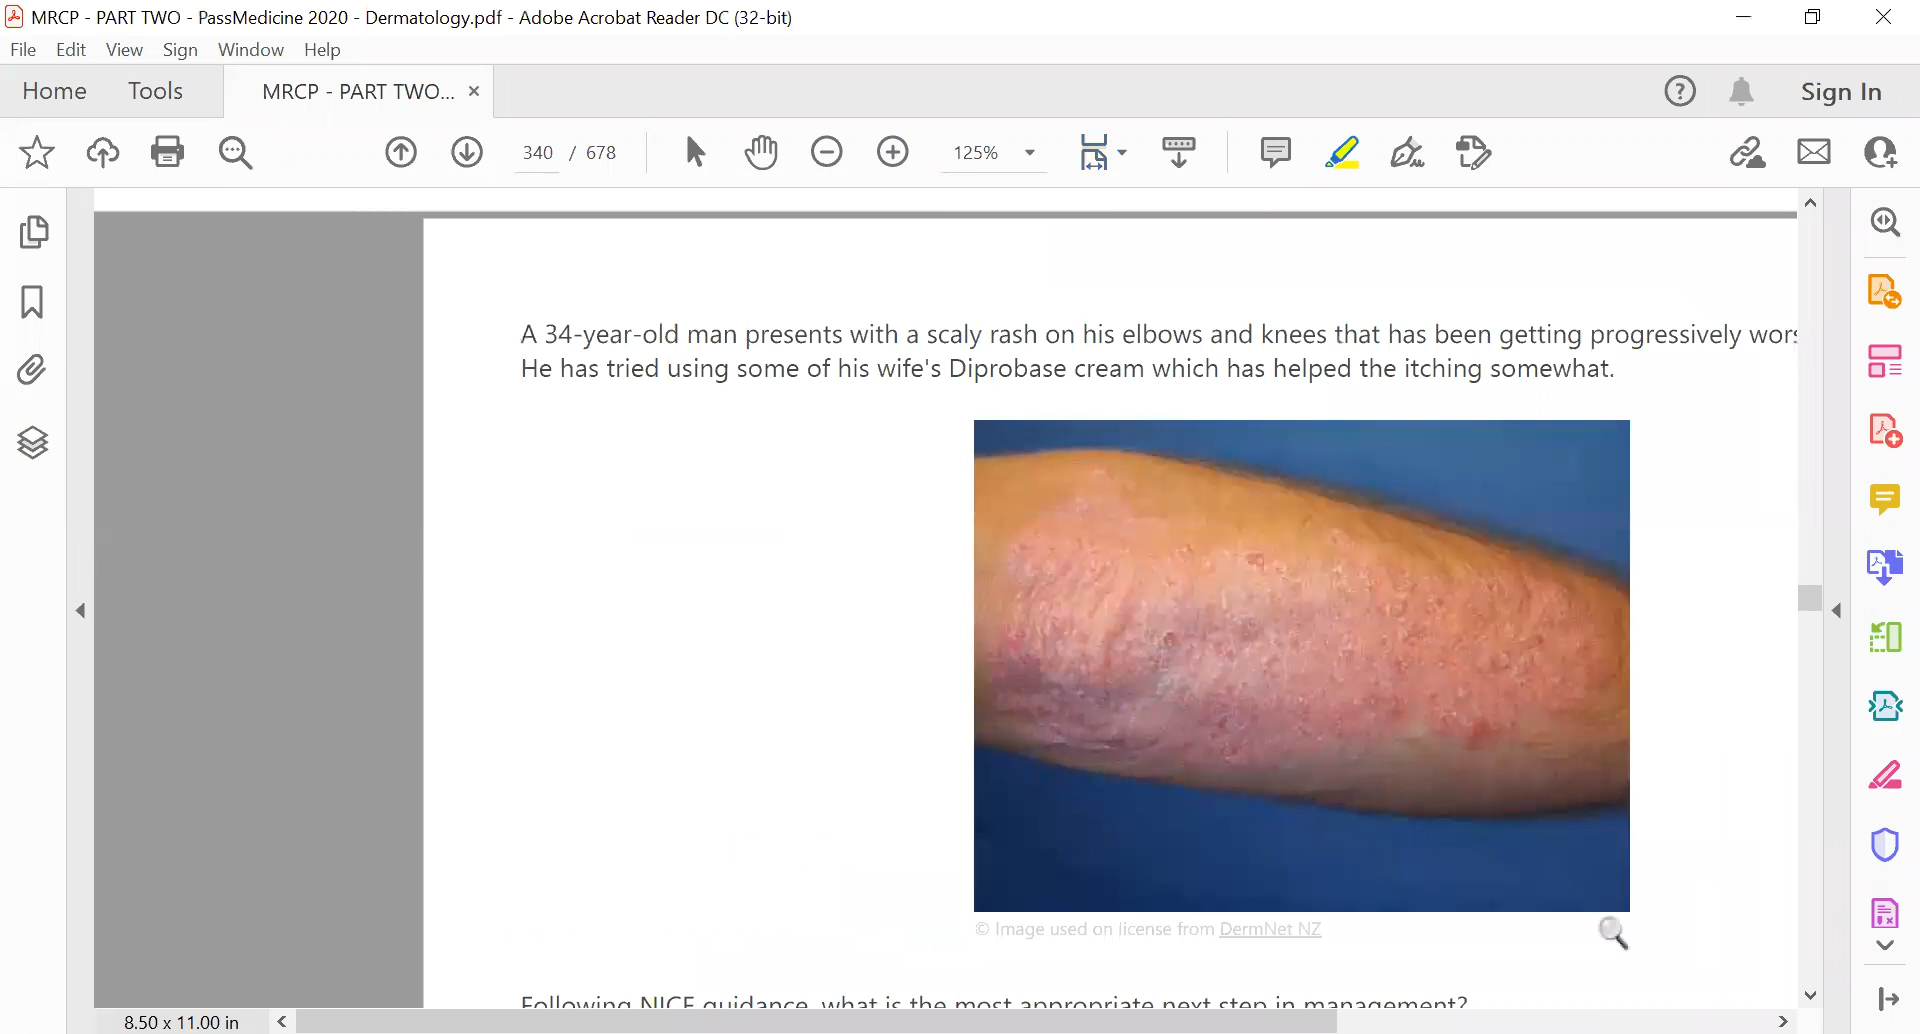 MRCP - PART TWO - PassMedicine 2020 - Dermatology.pdf - Adobe Acrobat Reader DC (32-bit)
File Edit View Sign Window Help
Home Tools MRCP - PART TWO... × Sign In
340 / 678 125%
A 34-year-old man presents with a scaly rash on his elbows and knees that has been getting progressively
He has tried using some of his wife's Diprobase cream which has helped the itching somewhat.
© Image used on license from DermNet NZ
Following NICE guidance, what is the most appropriate next step in management?
8.50 x 11.00 in